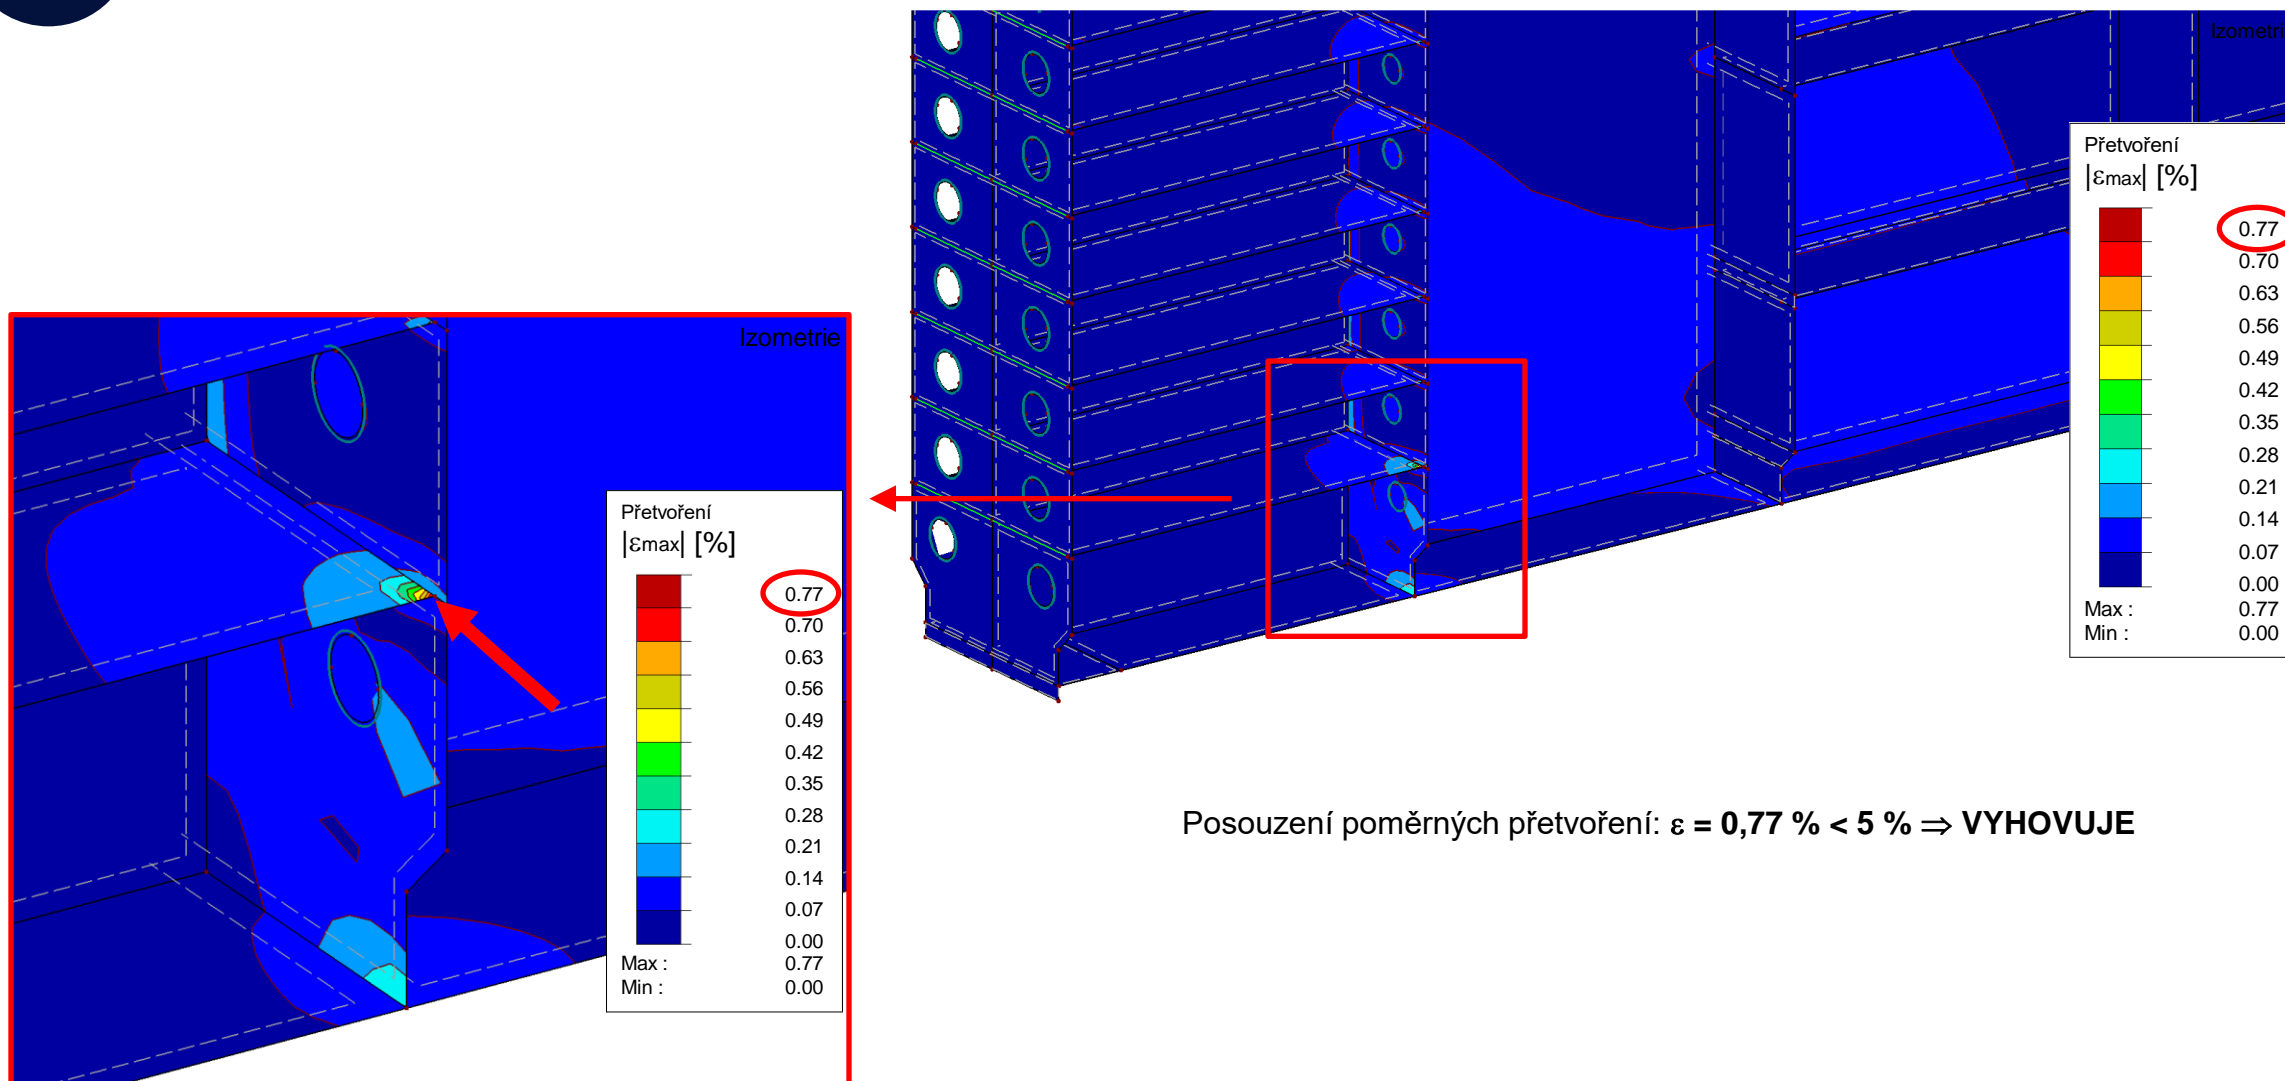 Izometrie
Přetvoření
|εmax| [%]
0.77
0.70
0.63
0.56
0.49
0.42
0.35
0.28
0.21
0.14
0.07
0.00
Max : 0.77
Min : 0.00
Izometrie
Přetvoření
|εmax| [%]
0.77
0.70
0.63
0.56
0.49
0.42
0.35
0.28
0.21
0.14
0.07
0.00
Max : 0.77
Min : 0.00
Posouzení poměrných přetvoření: ε = 0,77 % < 5 % ⇒ VYHOVUJE